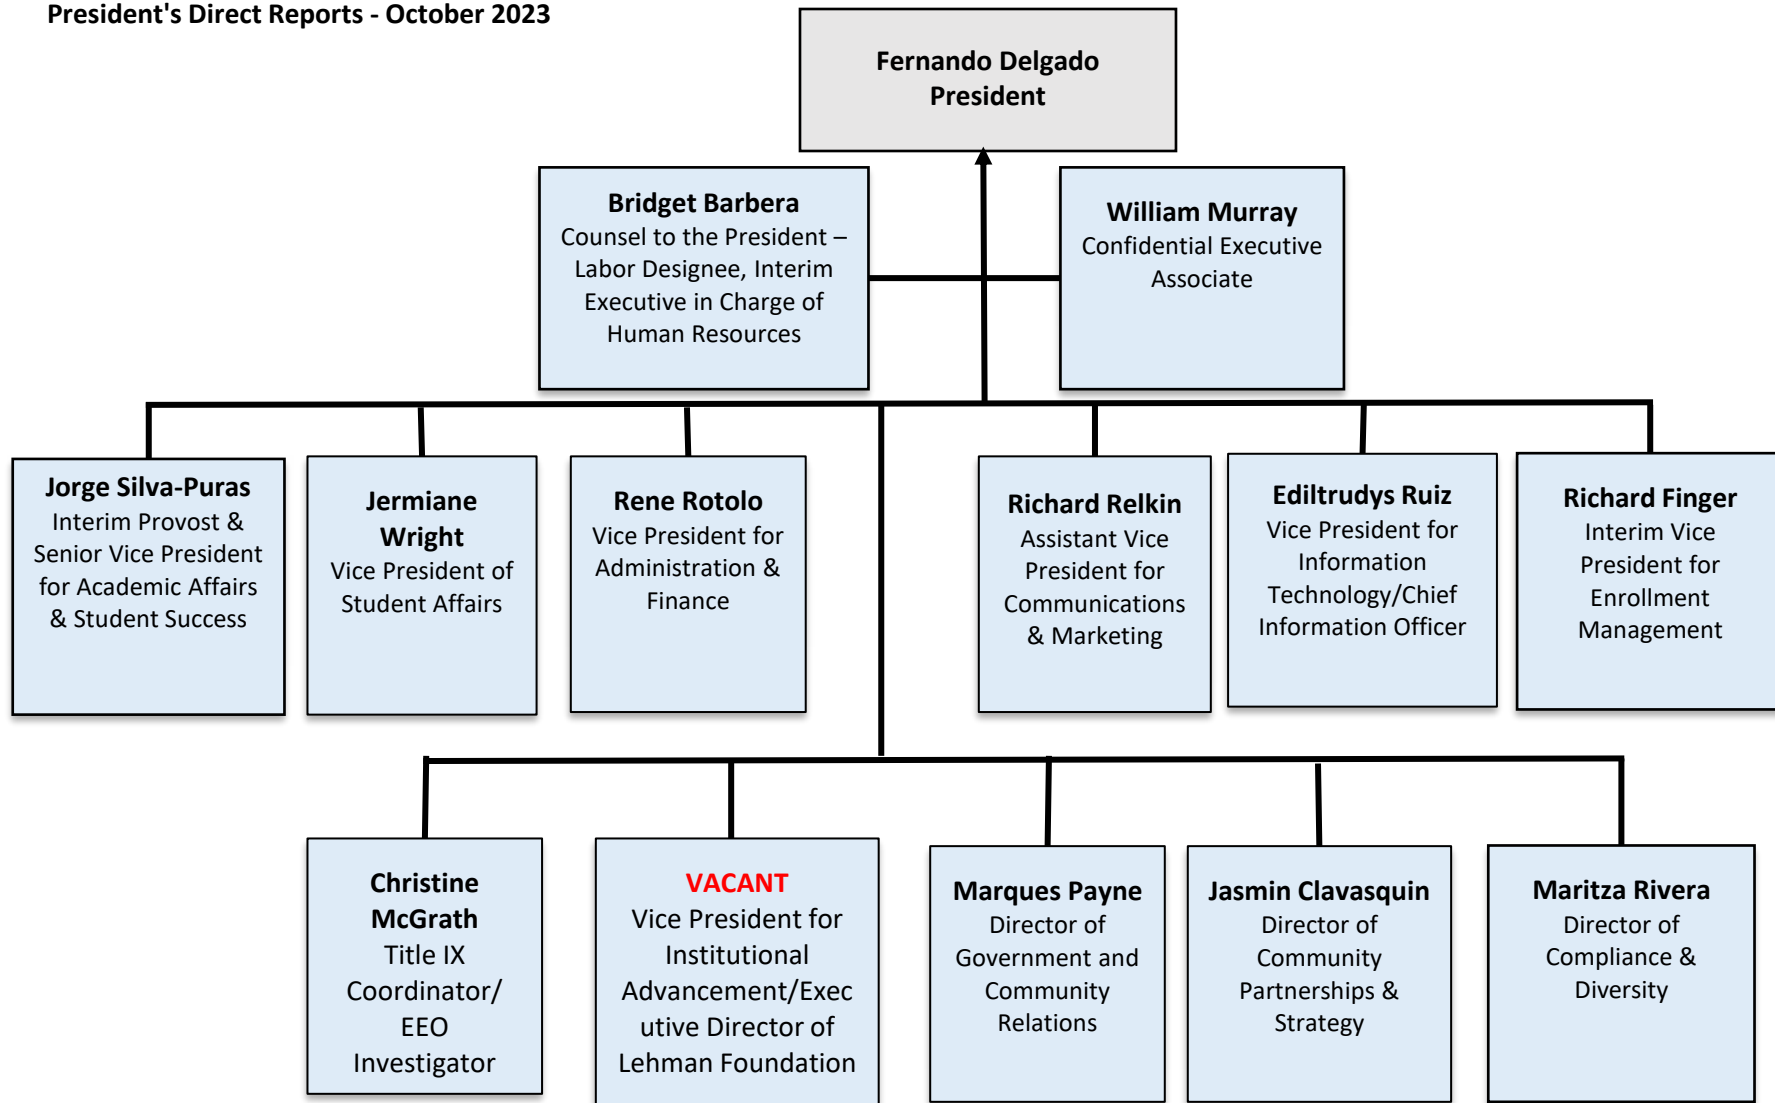 President's Direct Reports - October 2023
Fernando Delgado
President
Bridget Barbera
Counsel to the President –
Labor Designee, Interim
Executive in Charge of
Human Resources
William Murray
Confidential Executive
Associate
Jorge Silva-Puras
Interim Provost &
Senior Vice President
for Academic Affairs
& Student Success
Jermiane
Wright
Vice President of
Student Affairs
Rene Rotolo
Vice President for
Administration &
Finance
Richard Relkin
Assistant Vice
President for
Communications
& Marketing
Ediltrudys Ruiz
Vice President for
Information
Technology/Chief
Information Officer
Richard Finger
Interim Vice
President for
Enrollment
Management
Christine
McGrath
Title IX
Coordinator/
EEO
Investigator
VACANT
Vice President for
Institutional
Advancement/Exec
utive Director of
Lehman Foundation
Marques Payne
Director of
Government and
Community
Relations
Jasmin Clavasquin
Director of
Community
Partnerships &
Strategy
Maritza Rivera
Director of
Compliance &
Diversity